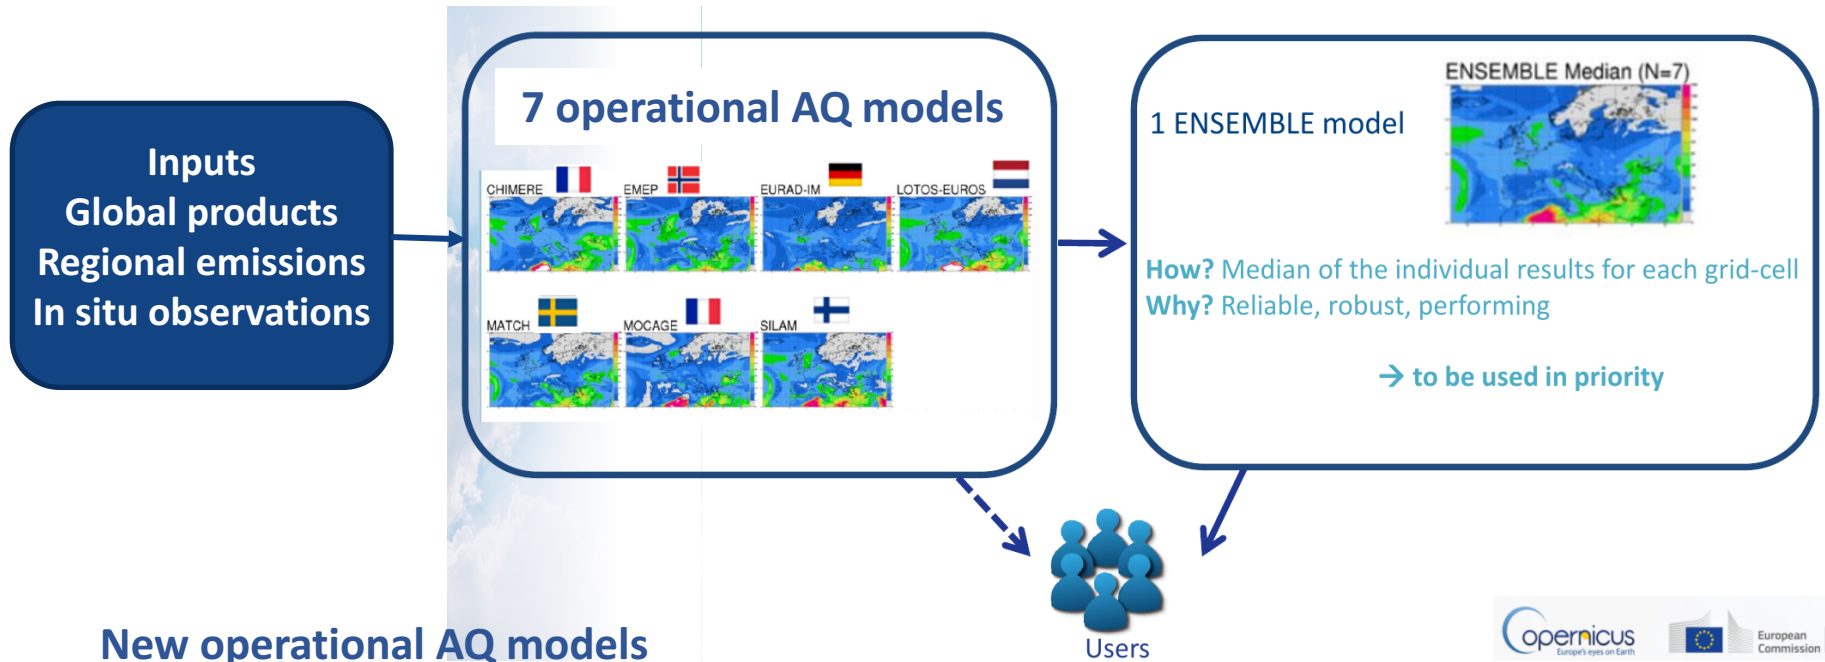 Inputs
Global products
Regional emissions
In situ observations
7 operational AQ models
CHIMERE
EMEP
EURAD-IM
LOTOS-EUROS
MATCH
MOCAGE
SILAM
ENSEMBLE Median (N=7)
1 ENSEMBLE model
How? Median of the individual results for each grid-cell
Why? Reliable, robust, performing
→ to be used in priority
Users
New operational AQ models
opernicus
Europe's eyes on Earth
European
Commission